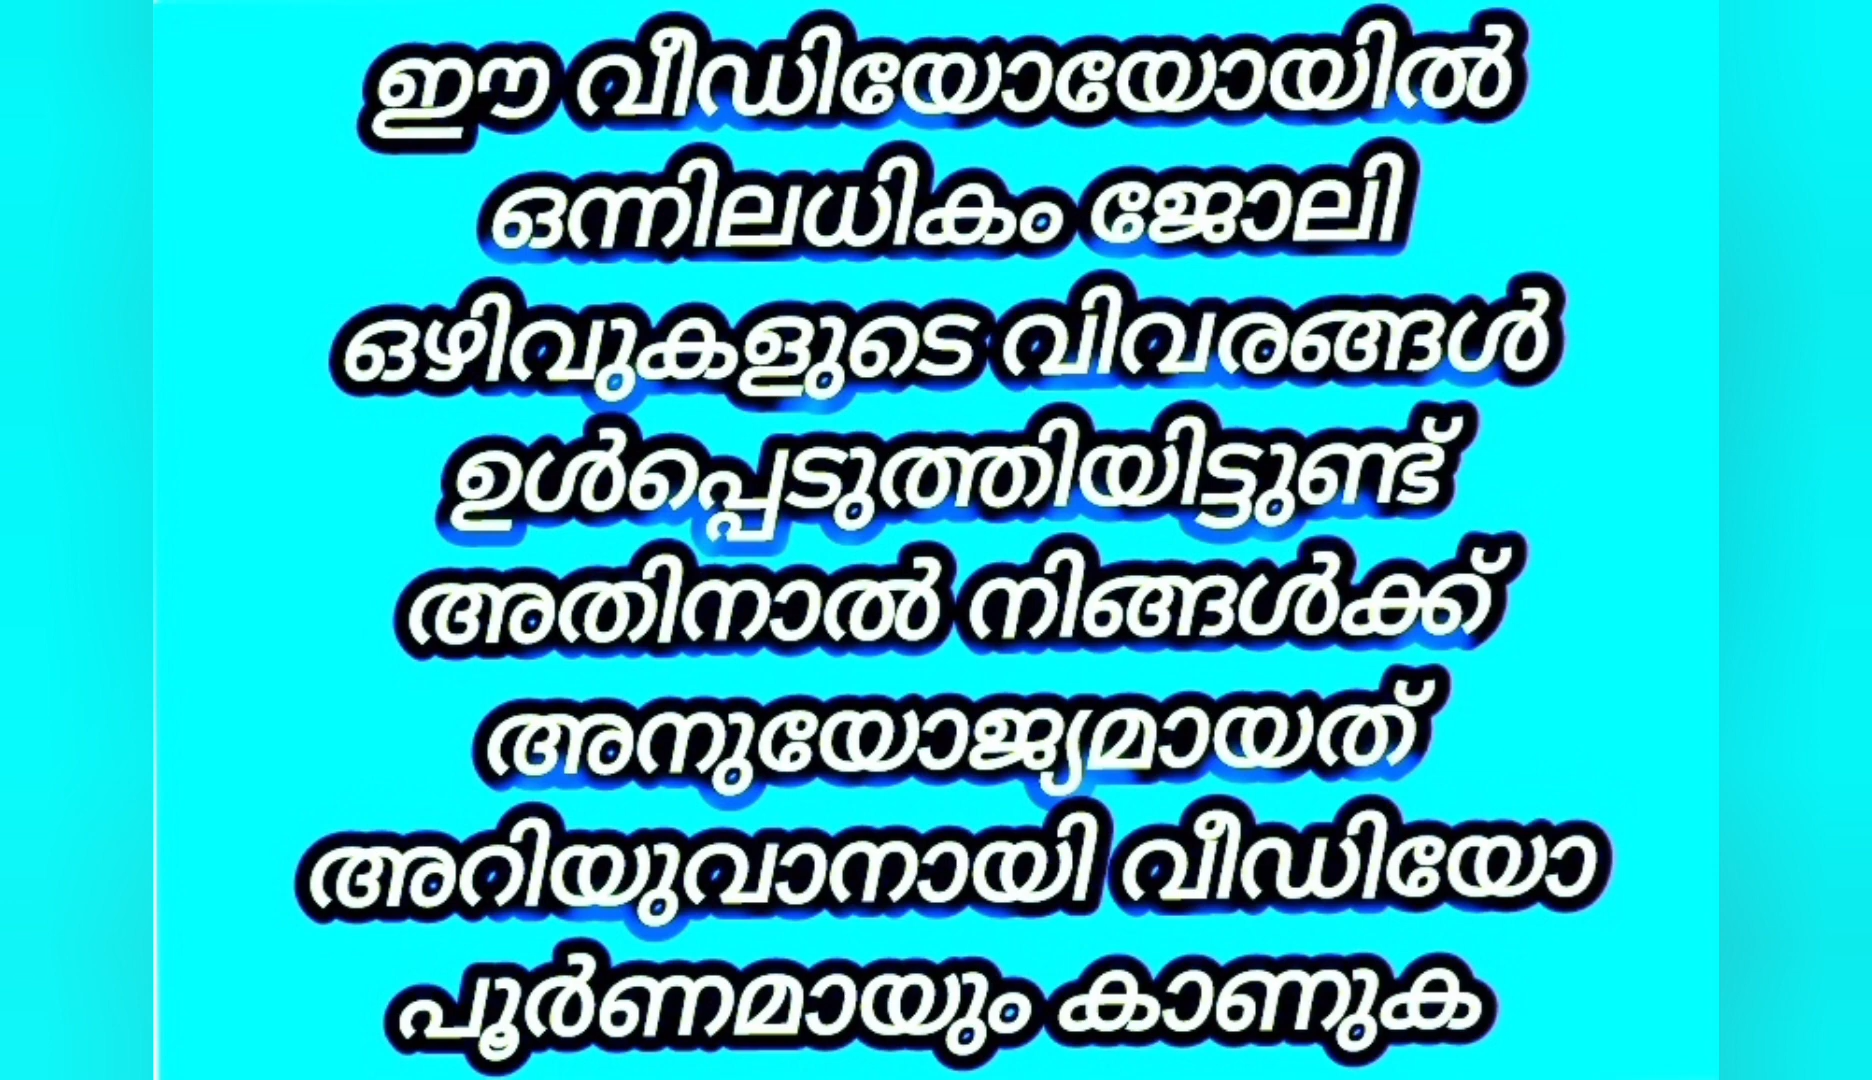 ഈ വീഡിയോയോയിൽ
ഒന്നിലധികം ജോലി
ഒഴിവുകളുടെ വിവരങ്ങൾ
ഉൾപ്പെടുത്തിയിട്ടുണ്ട്
അതിനാൽ നിങ്ങൾക്ക്
അനുയോജ്യമായത്
അറിയുവാനായി വീഡിയോ
പൂർണമായും കാണുക